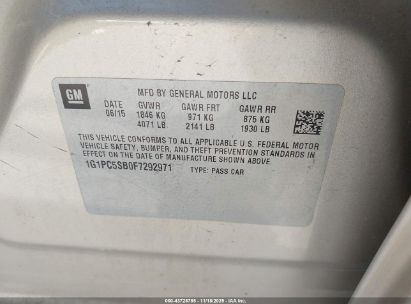 GM
MFD BY GENERAL MOTORS LLC
DATE GVWR GAWR FRT GAWR RR
06/15 1846 KG 971 KG 875 KG
4071 LB 2141 LB 1930 LB
THIS VEHICLE CONFORMS TO ALL APPLICABLE U.S. FEDERAL MOTOR
VEHICLE SAFETY, BUMPER, AND THEFT PREVENTION STANDARDS IN
EFFECT ON THE DATE OF MANUFACTURE SHOWN ABOVE.
1G1PC5SB0F7292971 TYPE: PASS CAR